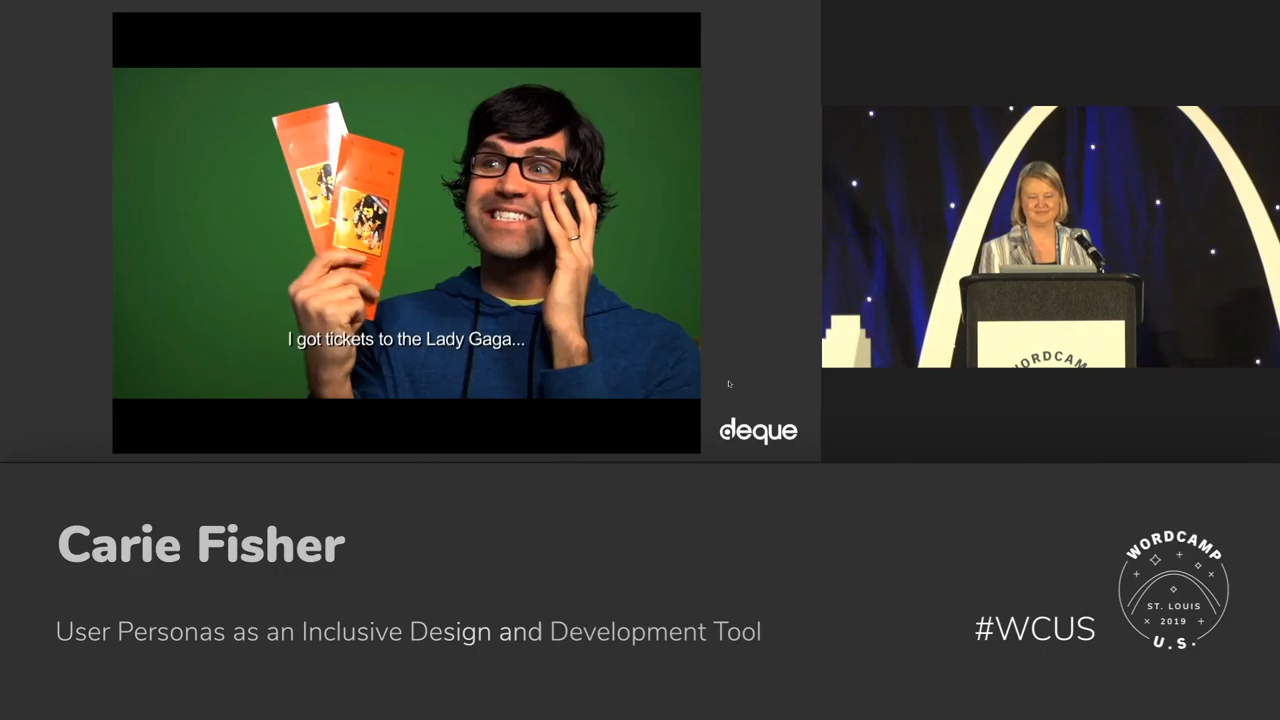 I got tickets to the Lady Gaga...
deque
WORDCAM
Carie Fisher
User Personas as an Inclusive Design and Development Tool
#WCUS
WORDCAMP
ST. LOUIS
2019
U.S.